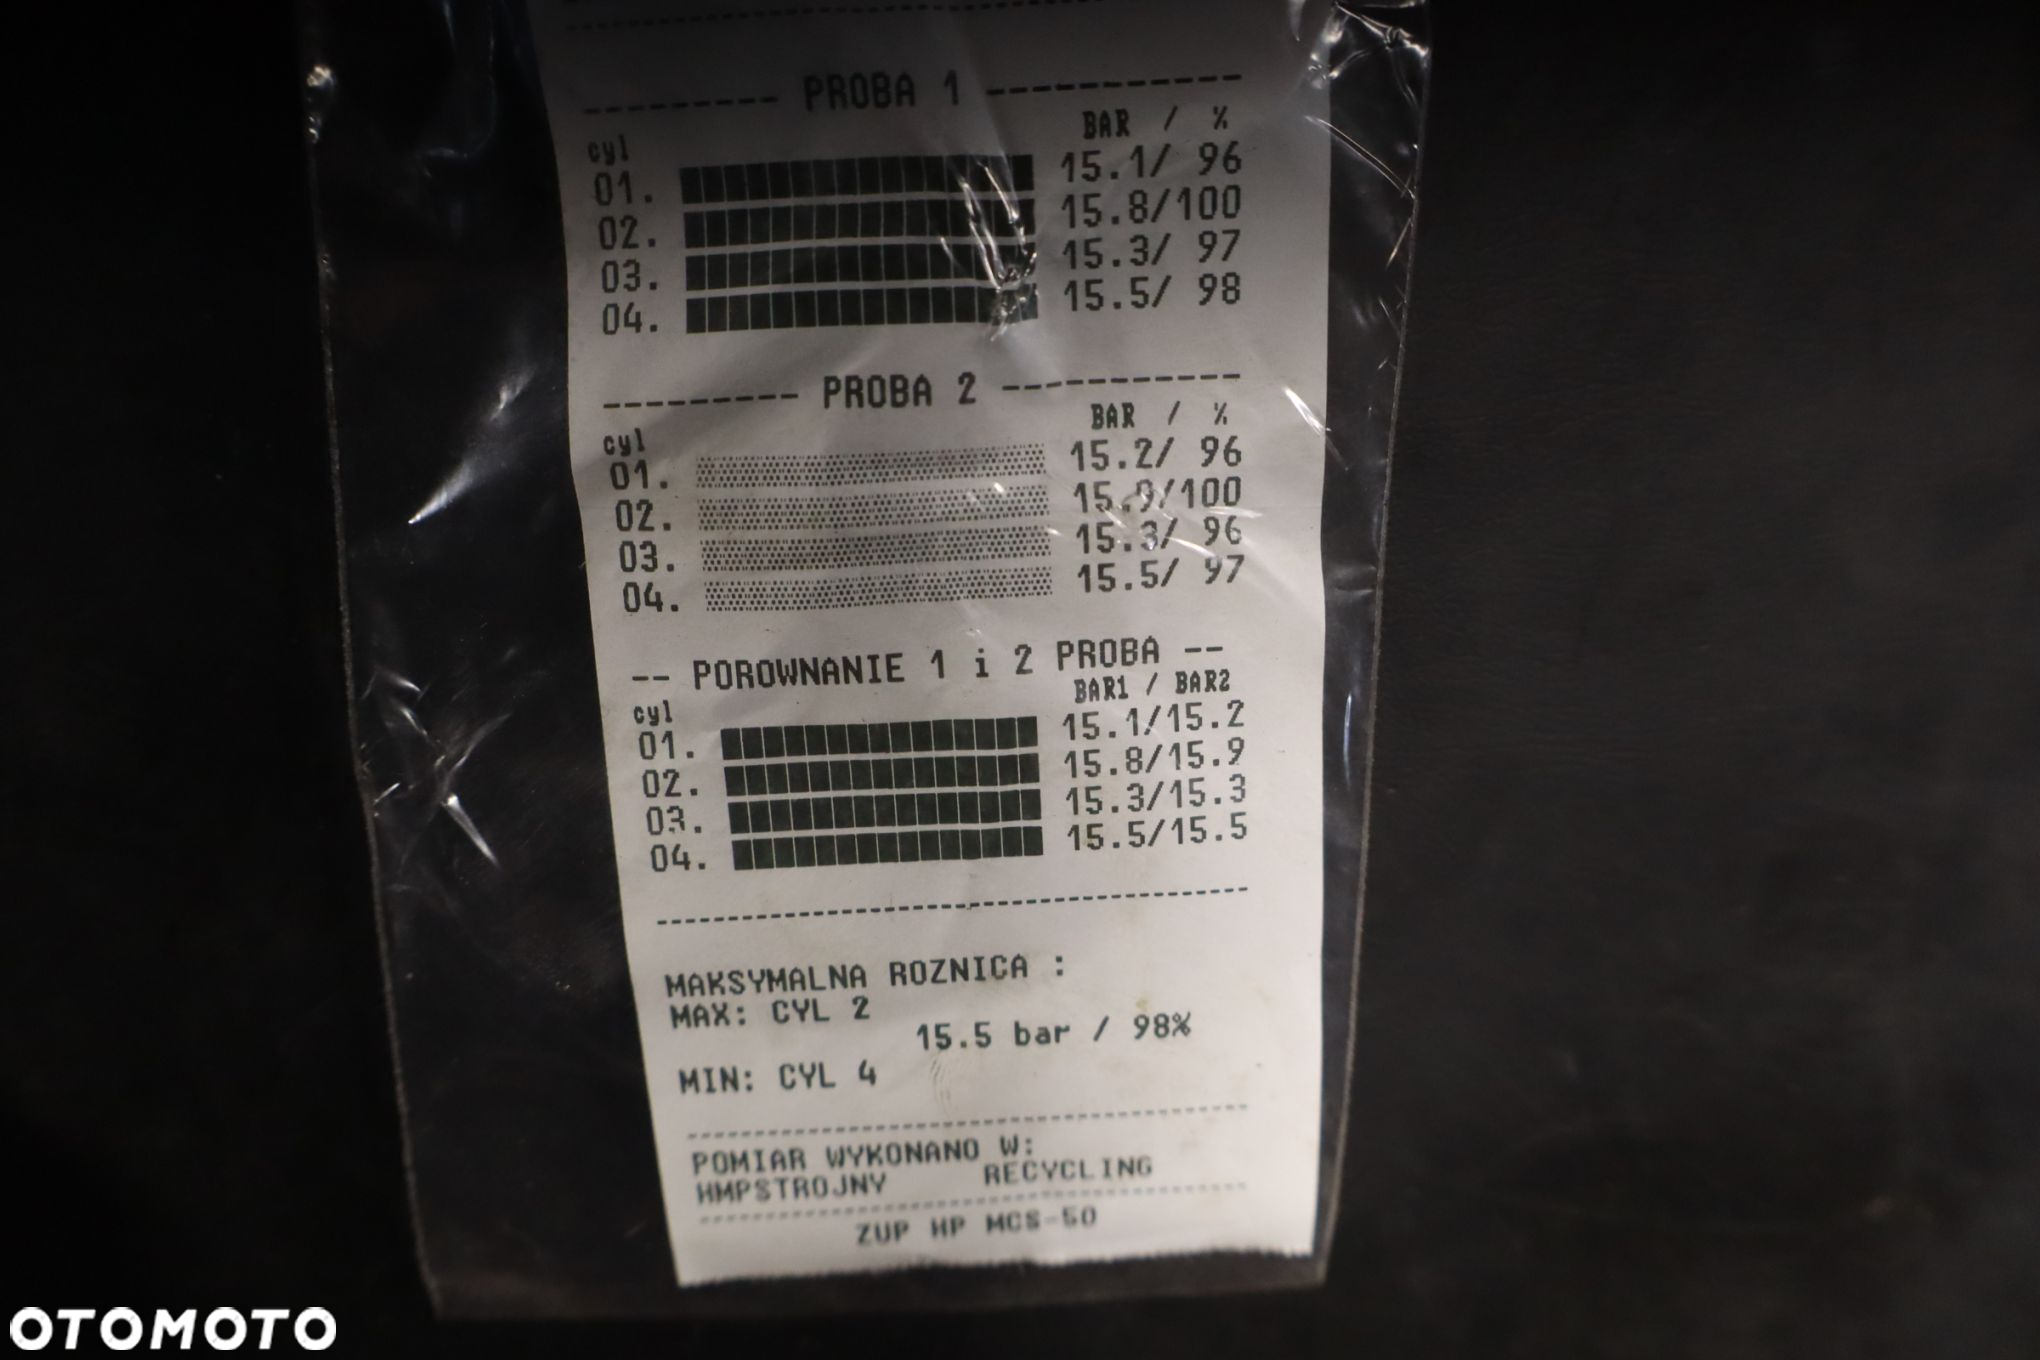 --------- PROBA 1 -----------
BAR / %
cyl
01. 15.1/ 96
02. 15.8/100
03. 15.3/ 97
04. 15.5/ 98
--------- PROBA 2 -----------
BAR / %
cyl
01. 15.2/ 96
02. 15.9/100
03. 15.3/ 96
04. 15.5/ 97
-- POROWNANIE 1 i 2 PROBA --
BAR1 / BAR2
cyl
01. 15.1/15.2
02. 15.8/15.9
03. 15.3/15.3
04. 15.5/15.5
MAKSYMALNA ROZNICA :
MAX: CYL 2
15.5 bar / 98%
MIN: CYL 4
POMIAR WYKONANO W:
HMPSTROJNY RECYCLING
ZUP HP MCS-50
OTOMOTO